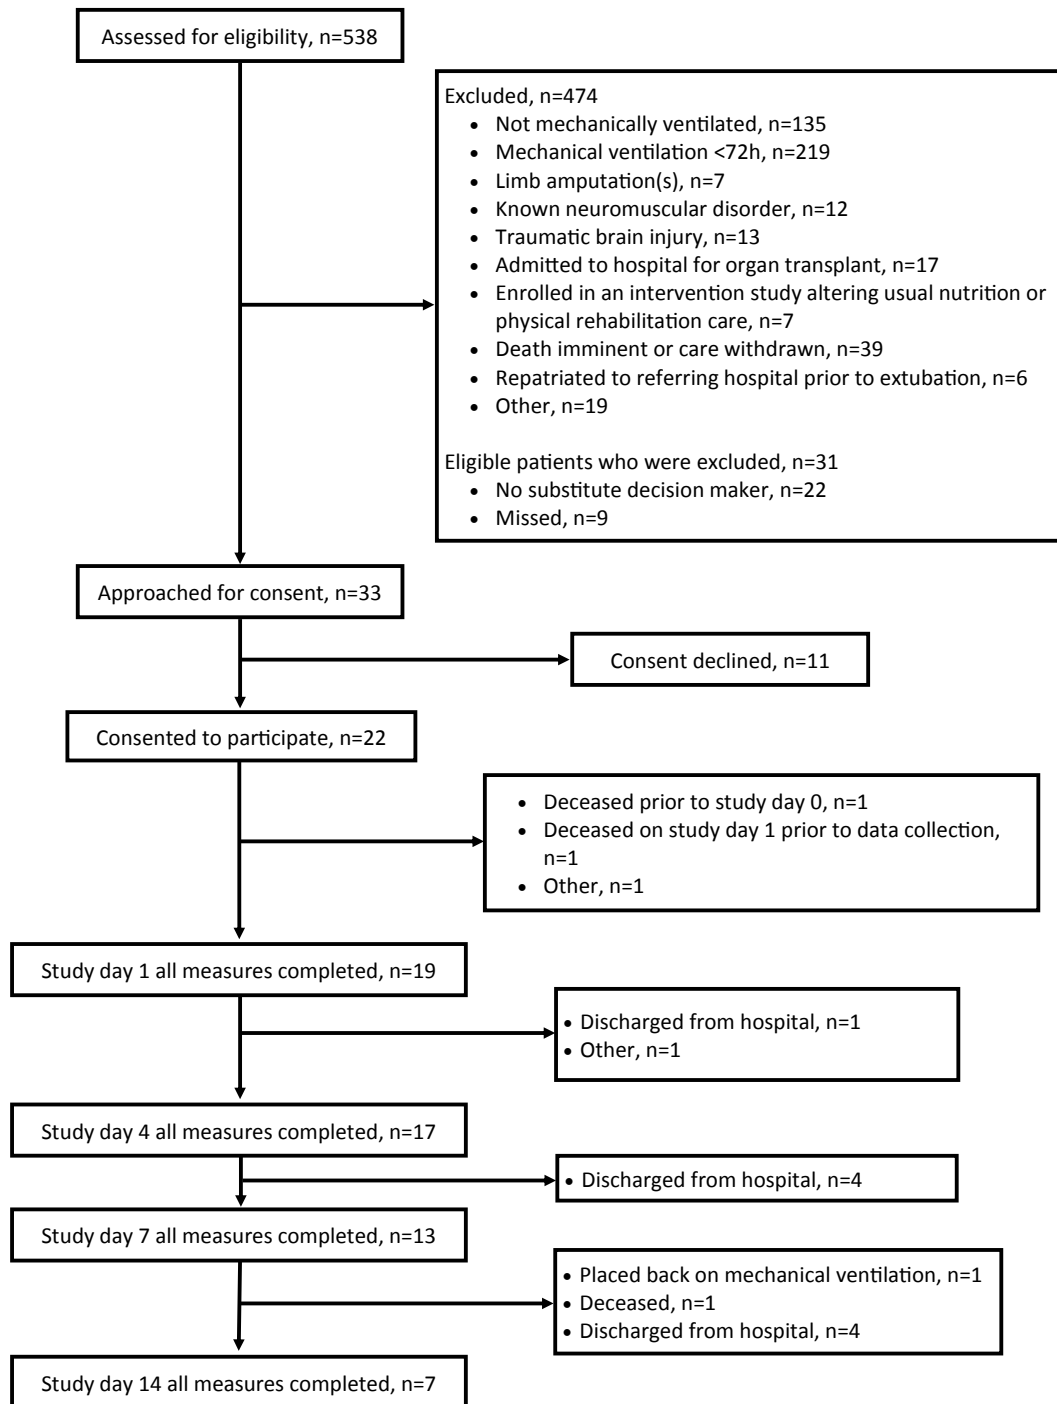 Assessed for eligibility, n=538
Excluded, n=474
• Not mechanically ventilated, n=135
• Mechanical ventilation <72h, n=219
• Limb amputation(s), n=7
• Known neuromuscular disorder, n=12
• Traumatic brain injury, n=13
• Admitted to hospital for organ transplant, n=17
• Enrolled in an intervention study altering usual nutrition or
physical rehabilitation care, n=7
• Death imminent or care withdrawn, n=39
• Repatriated to referring hospital prior to extubation, n=6
• Other, n=19
Eligible patients who were excluded, n=31
• No substitute decision maker, n=22
• Missed, n=9
Approached for consent, n=33
Consent declined, n=11
Consented to participate, n=22
• Deceased prior to study day 0, n=1
• Deceased on study day 1 prior to data collection,
n=1
• Other, n=1
Study day 1 all measures completed, n=19
• Discharged from hospital, n=1
• Other, n=1
Study day 4 all measures completed, n=17
• Discharged from hospital, n=4
Study day 7 all measures completed, n=13
• Placed back on mechanical ventilation, n=1
• Deceased, n=1
• Discharged from hospital, n=4
Study day 14 all measures completed, n=7